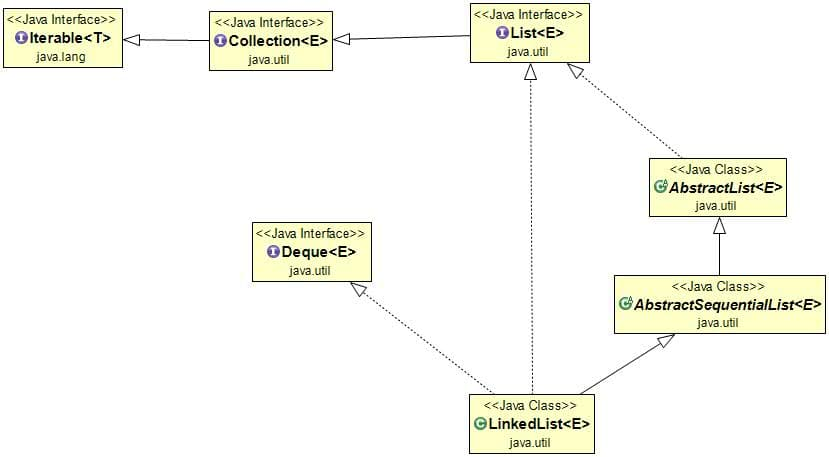 <<Java Interface>>
Iterable<T>
java.lang
<<Java Interface>>
Collection<E>
java.util
<<Java Interface>>
List<E>
java.util
<<Java Class>>
AbstractList<E>
java.util
<<Java Interface>>
Deque<E>
java.util
<<Java Class>>
AbstractSequentialList<E>
java.util
<<Java Class>>
LinkedList<E>
java.util